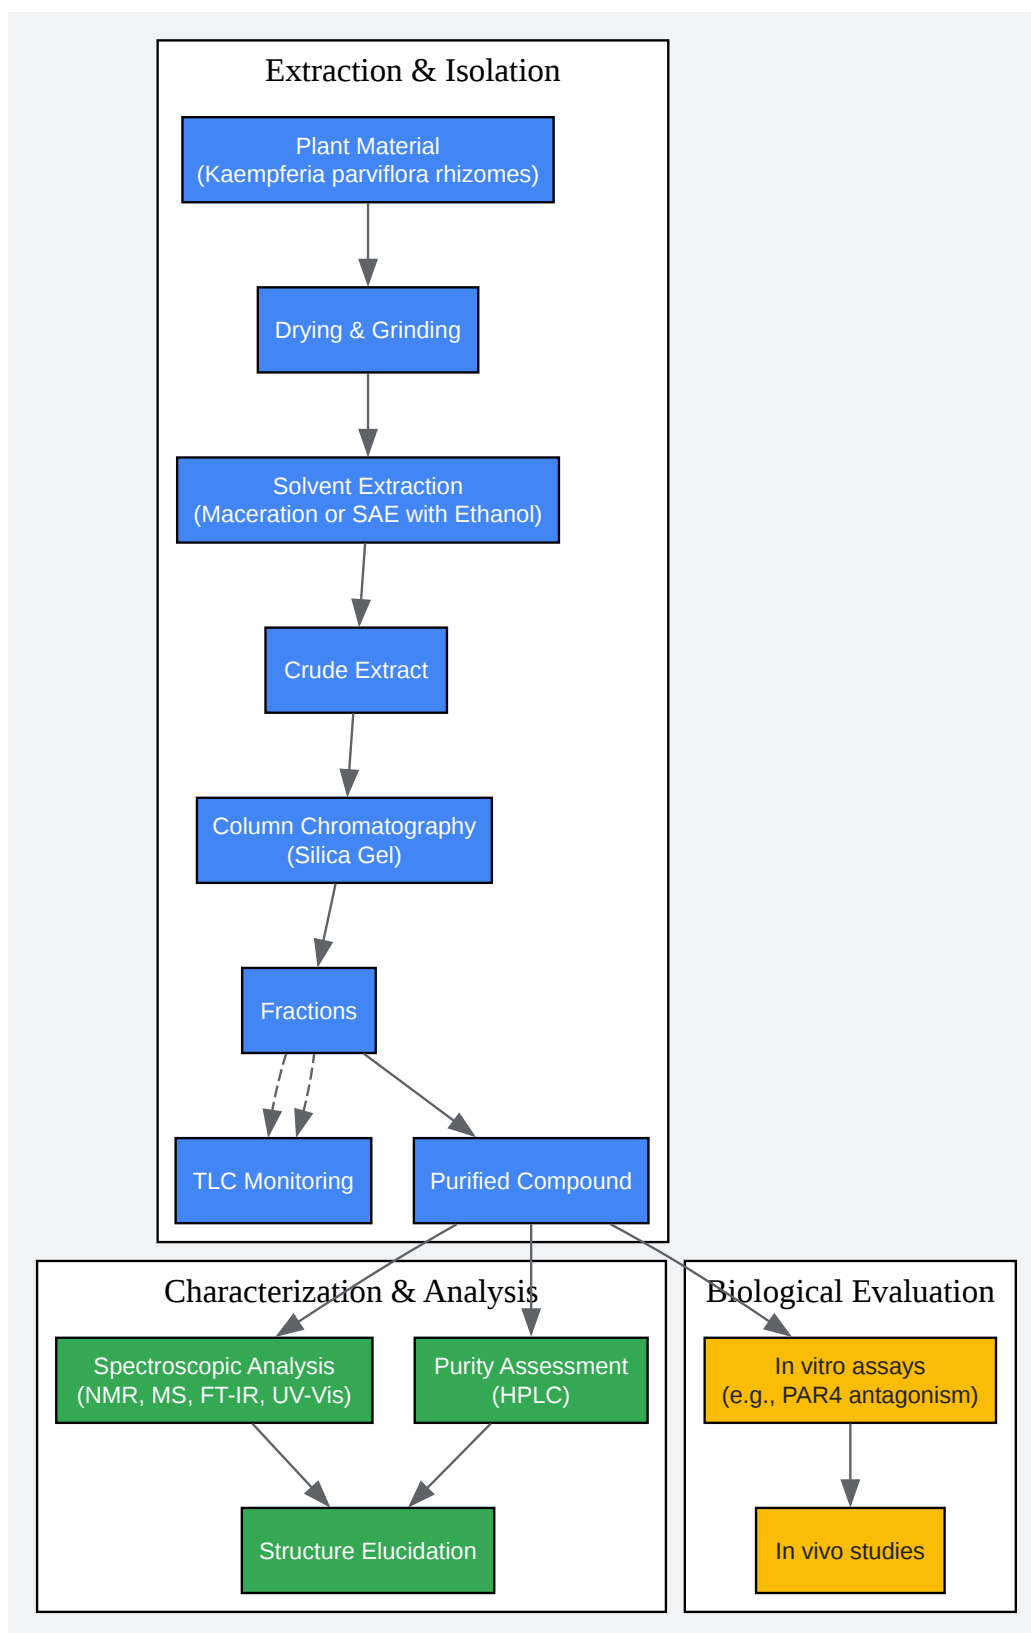 Extraction & Isolation
Plant Material
(Kaempferia parviflora rhizomes)
Drying & Grinding
Solvent Extraction
(Maceration or SAE with Ethanol)
Crude Extract
Column Chromatography
(Silica Gel)
Fractions
TLC Monitoring
Purified Compound
Characterization & Analysis
Biological Evaluation
Spectroscopic Analysis
(NMR, MS, FT-IR, UV-Vis)
Purity Assessment
(HPLC)
In vitro assays
(e.g., PAR4 antagonism)
Structure Elucidation
In vivo studies